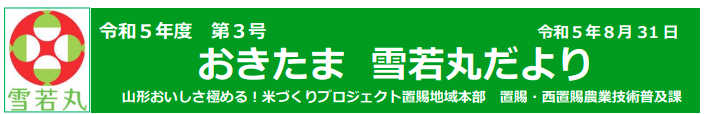 令和５年度　第３号
令和５年８月 31 日
おきたま　雪若丸だより
雪若丸
山形おいしさ極める！米づくりプロジェクト置賜地域本部　置賜・西置賜農業技術普及課